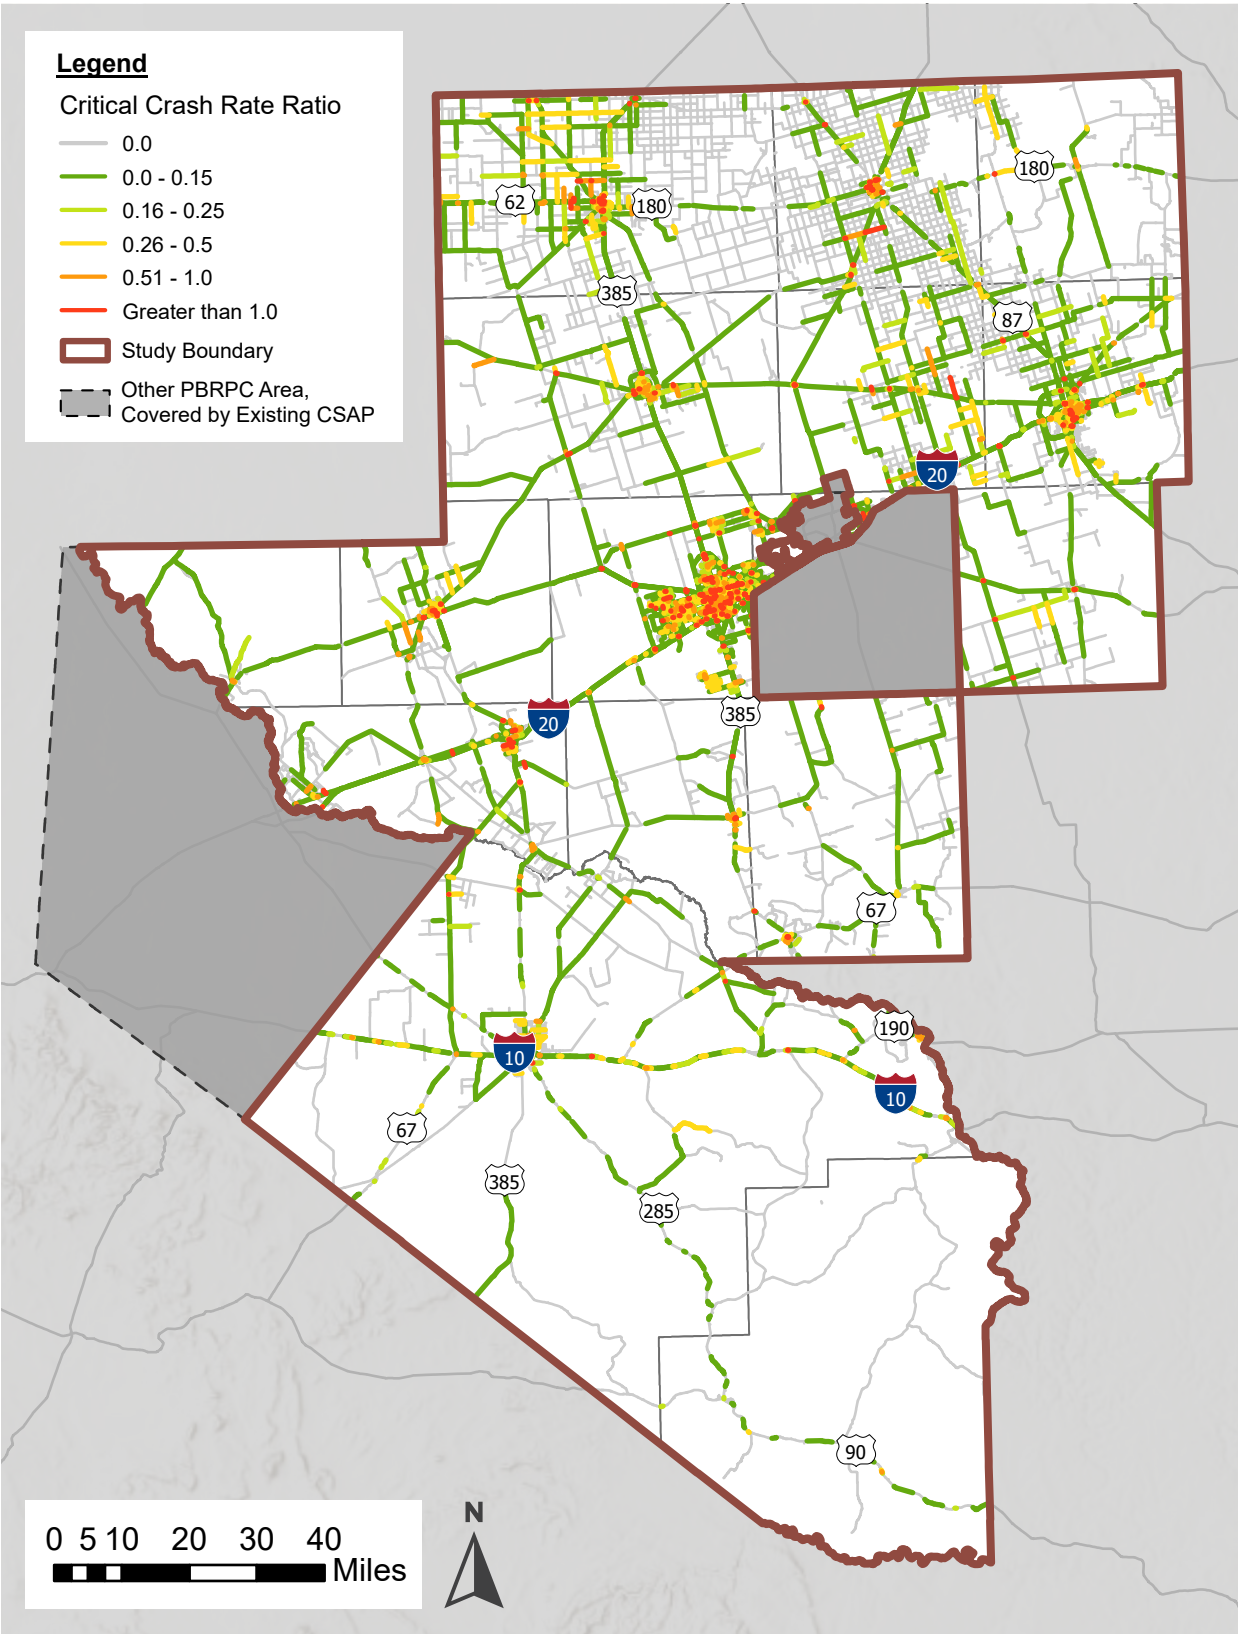 Legend
Critical Crash Rate Ratio
0.0
0.0 - 0.15
0.16 - 0.25
0.26 - 0.5
0.51 - 1.0
Greater than 1.0
Study Boundary
Other PBRPC Area,
Covered by Existing CSAP
180
62
180
385
87
20
20
385
67
190
10
10
67
385
285
90
0 5 10 20 30 40
Miles
N